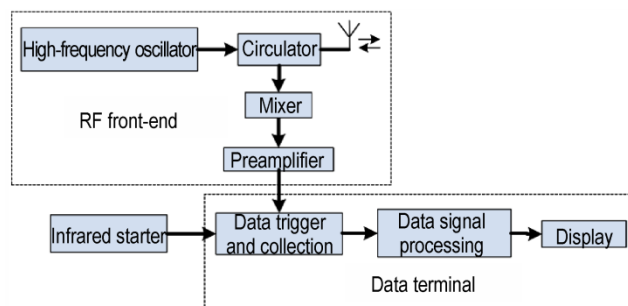 High-frequency oscillator
Circulator
Mixer
RF front-end
Preamplifier
Infrared starter
Data trigger
and collection
Data signal
processing
Display
Data terminal